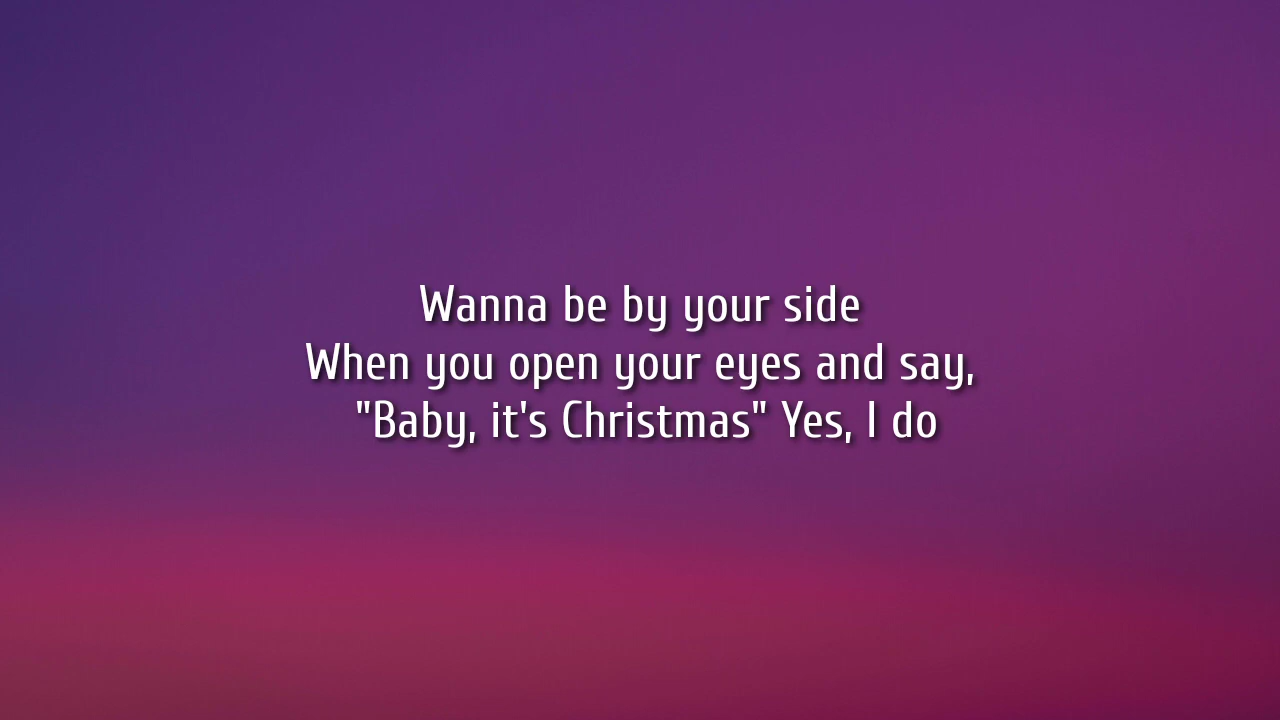 Wanna be by your side
When you open your eyes and say,
"Baby, it's Christmas" Yes, I do